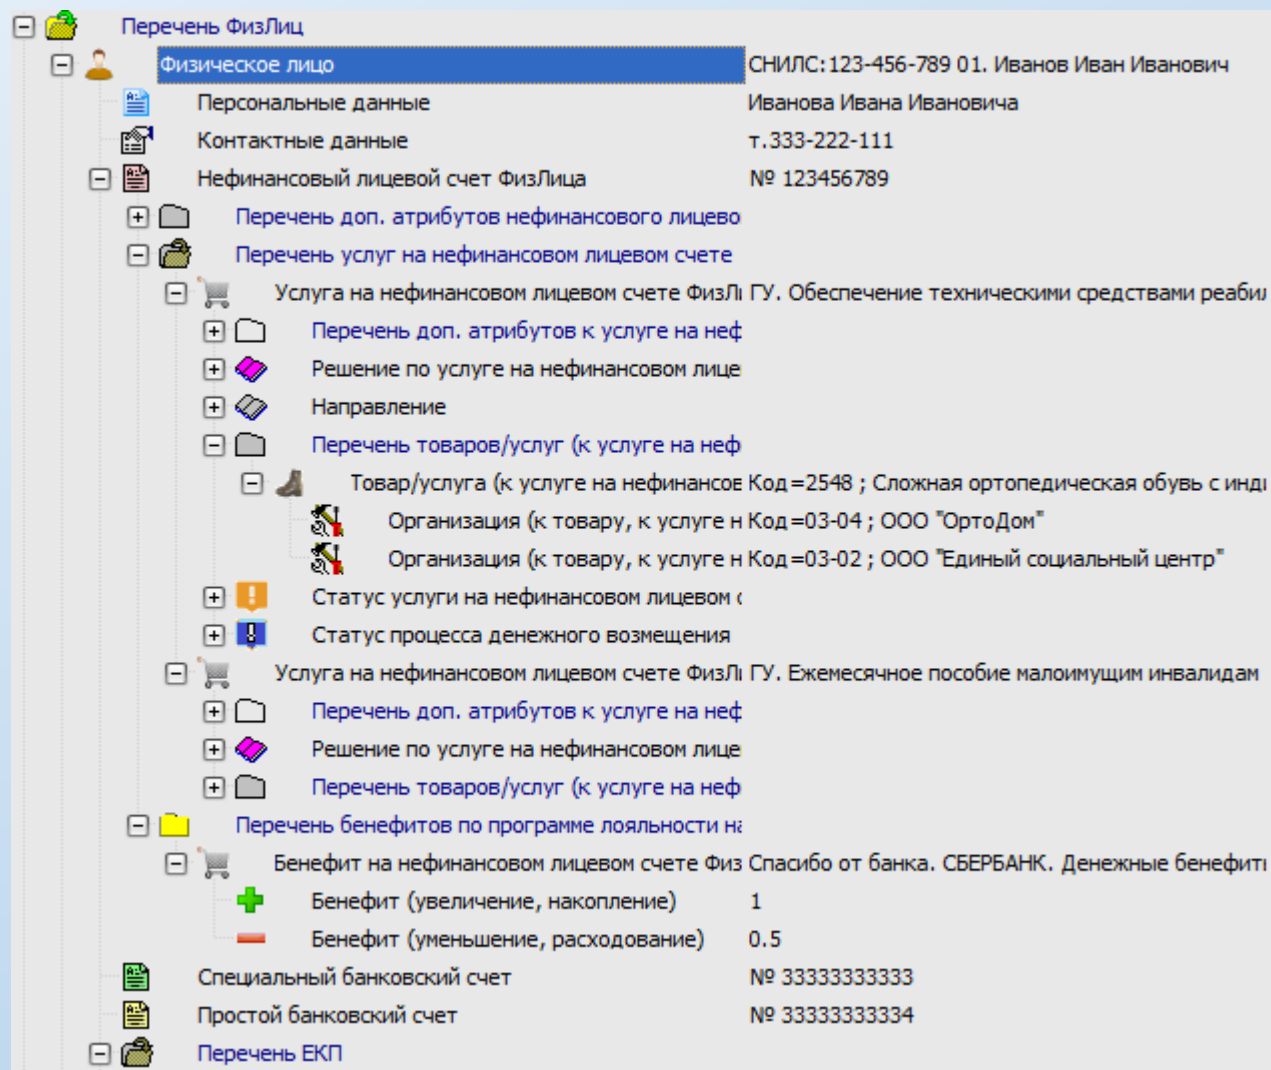 Перечень ФизЛиц
Физическое лицо СНИЛС:123-456-789 01. Иванов Иван Иванович
Персональные данные Иванова Ивана Ивановича
Контактные данные т.333-222-111
Нефинансовый лицевой счет ФизЛица № 123456789
Перечень доп. атрибутов нефинансового лицево
Перечень услуг на нефинансовом лицевом счете
Услуга на нефинансовом лицевом счете ФизЛи ГУ. Обеспечение техническими средствами реабил
Перечень доп. атрибутов к услуге на неф
Решение по услуге на нефинансовом лице
Направление
Перечень товаров/услуг (к услуге на неф
Товар/услуга (к услуге на нефинансов Код=2548 ; Сложная ортопедическая обувь с инди
Организация (к товару, к услуге н Код=03-04 ; ООО "ОртоДом"
Организация (к товару, к услуге н Код=03-02 ; ООО "Единый социальный центр"
Статус услуги на нефинансовом лицевом с
Статус процесса денежного возмещения
Услуга на нефинансовом лицевом счете ФизЛи ГУ. Ежемесячное пособие малоимущим инвалидам
Перечень доп. атрибутов к услуге на неф
Решение по услуге на нефинансовом лице
Перечень товаров/услуг (к услуге на неф
Перечень бенефитов по программе лояльности на
Бенефит на нефинансовом лицевом счете Физ Спасибо от банка. СБЕРБАНК. Денежные бенефиты
Бенефит (увеличение, накопление) 1
Бенефит (уменьшение, расходование) 0.5
Специальный банковский счет № 33333333333
Простой банковский счет № 33333333334
Перечень ЕКП